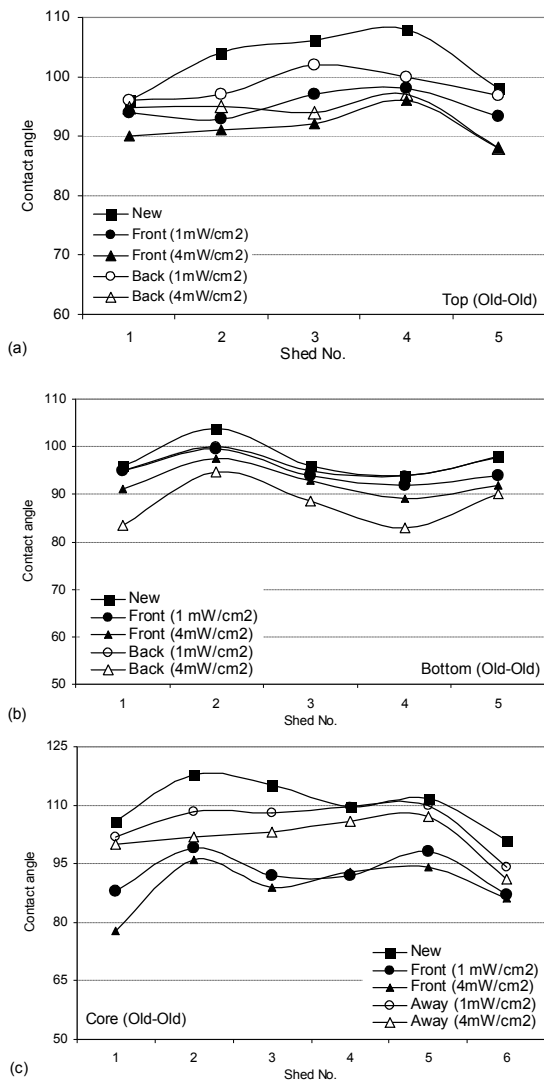 110
100
90
80
70
60
Contact angle
New
Front (1mW/cm2)
Front (4mW/cm2)
Back (1mW/cm2)
Back (4mW/cm2)
Top (Old-Old)
1 2 3 4 5
Shed No.
(a)
110
100
90
80
70
60
50
Contact angle
New
Front (1 mW/cm2)
Front (4mW/cm2)
Back (1mW/cm2)
Back (4mW/cm2)
Bottom (Old-Old)
1 2 3 4 5
Shed No.
(b)
125
110
95
80
65
50
Contact angle
New
Front (1 mW/cm2)
Front (4mW/cm2)
Away (1mW/cm2)
Away (4mW/cm2)
Core (Old-Old)
1 2 3 4 5 6
Shed No.
(c)